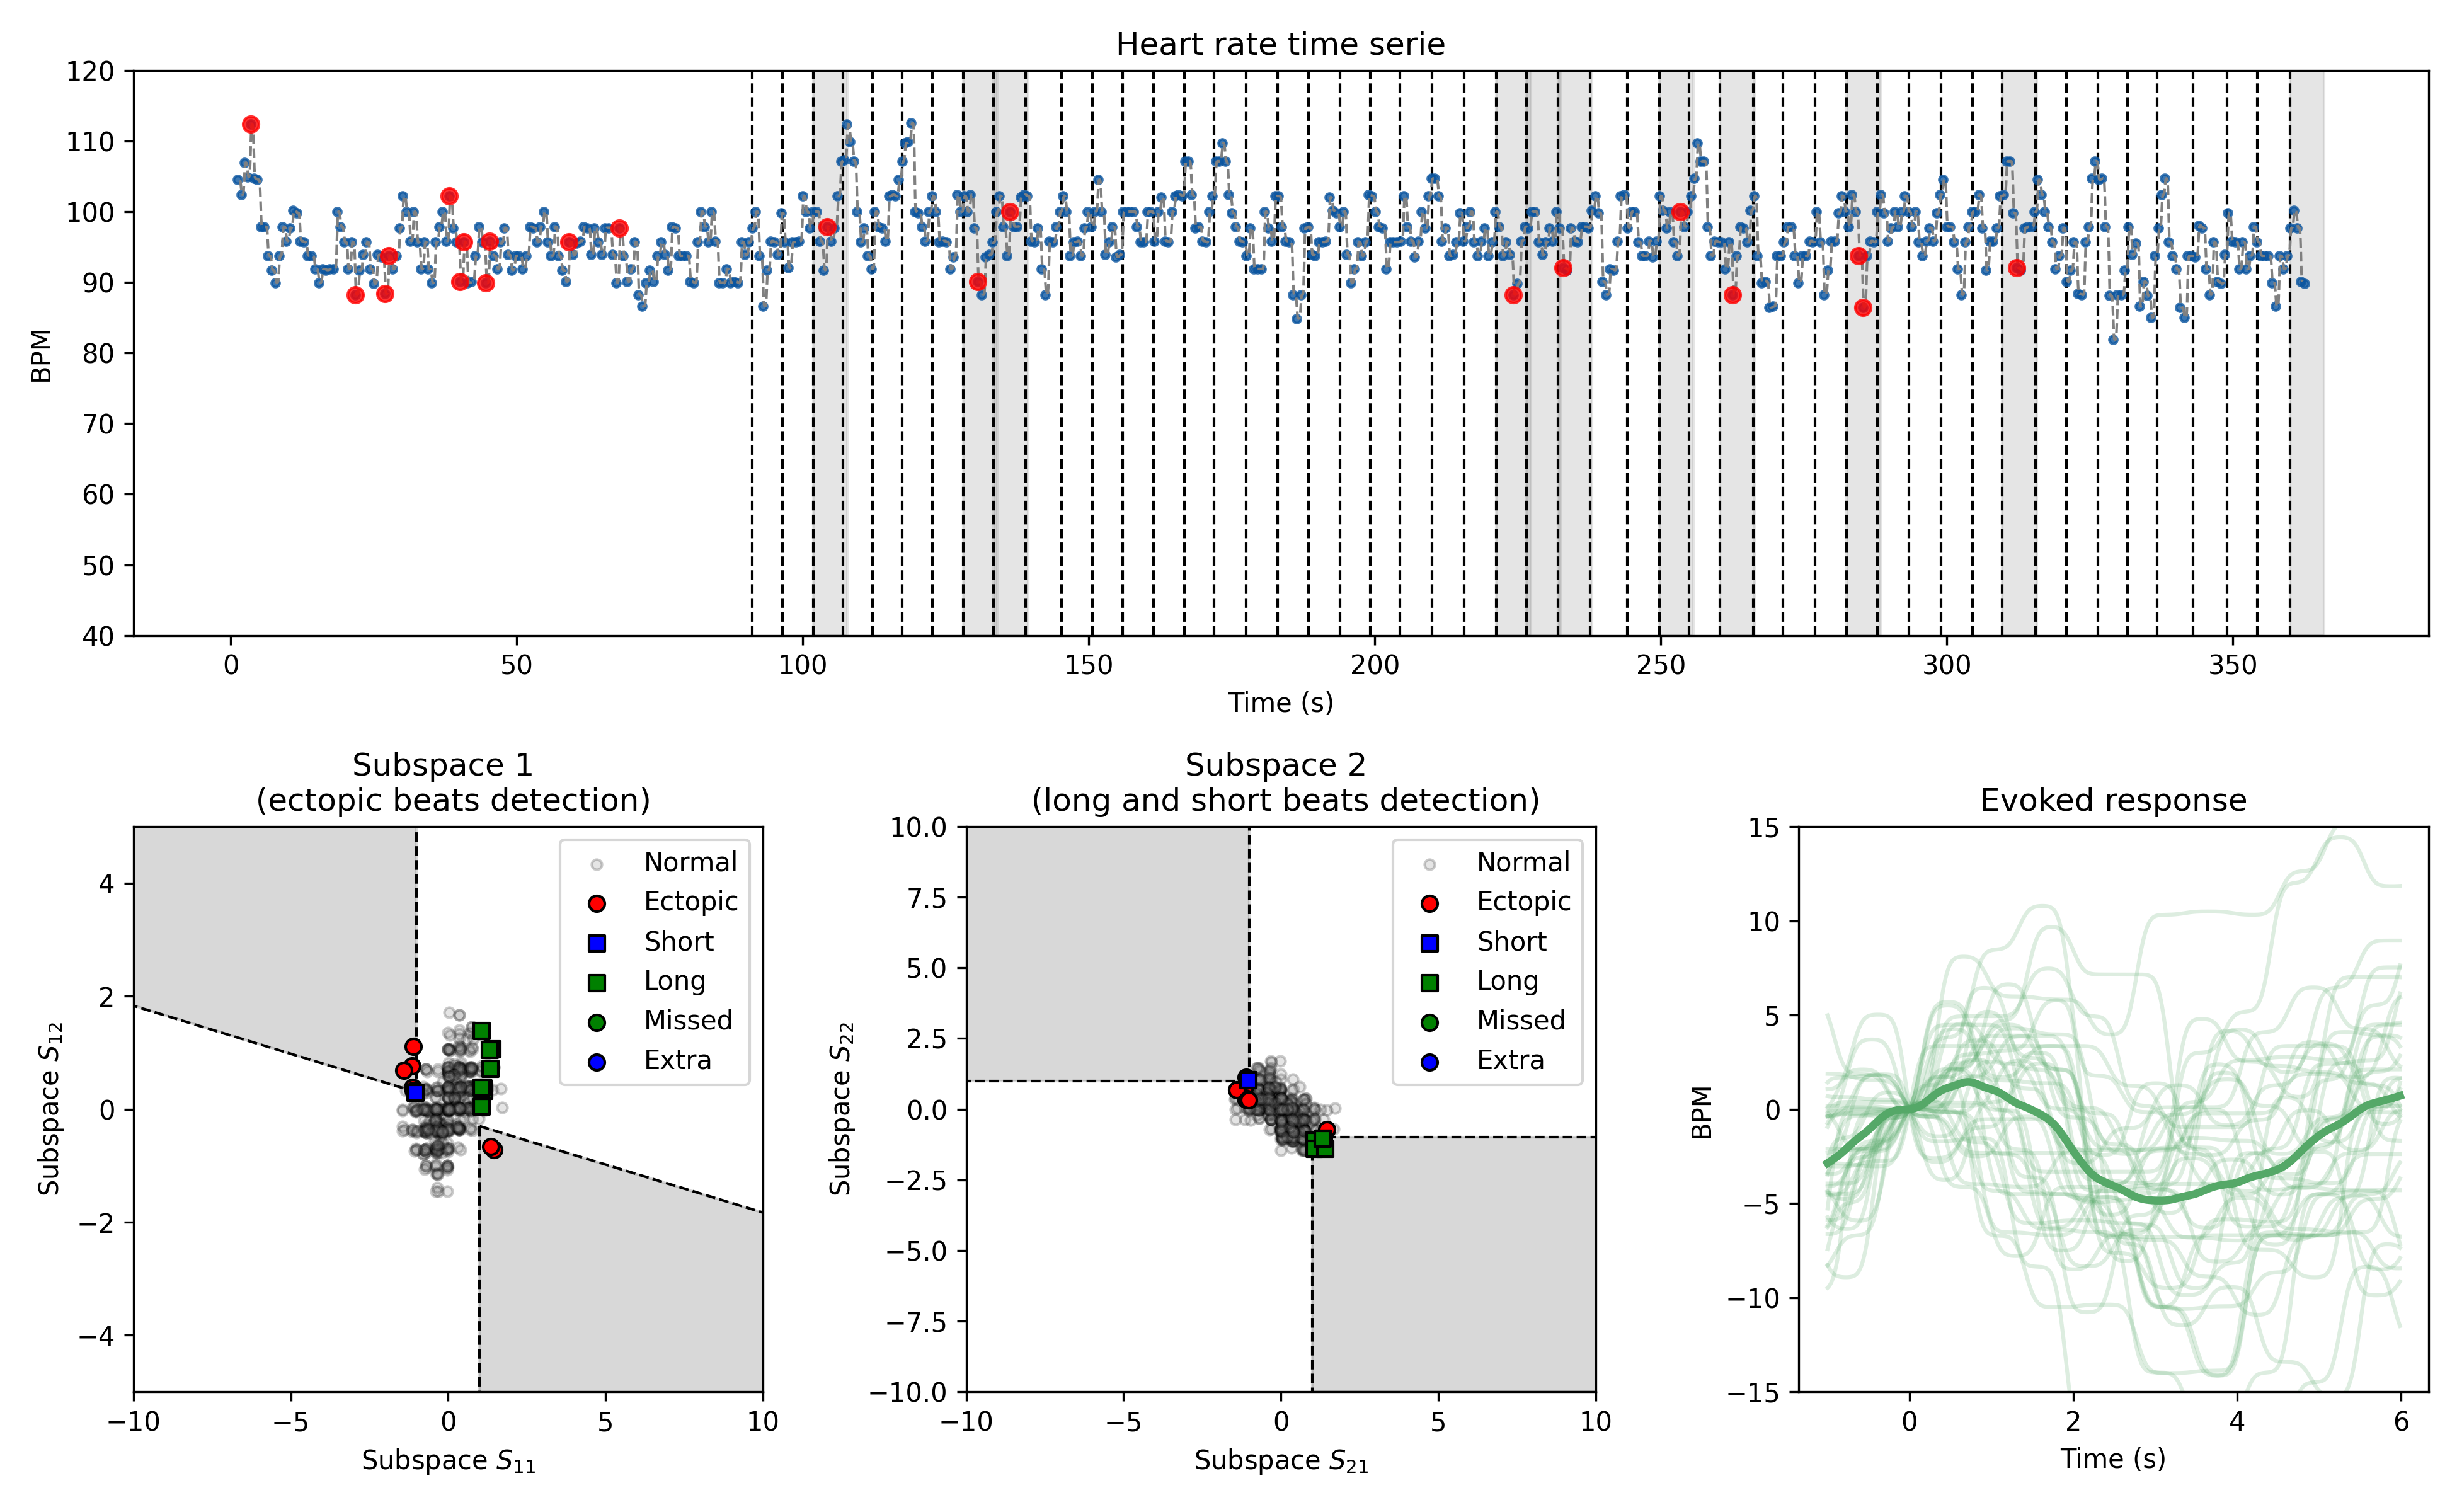 Heart rate time serie
120
110
100
90
80
70
60
50
40
BPM
0 50 100 150 200 250 300 350
Time (s)
Subspace 1
(ectopic beats detection)
4
2
0
−2
−4
Subspace S12
Normal
Ectopic
Short
Long
Missed
Extra
−10 −5 0 5 10
Subspace S11
Subspace 2
(long and short beats detection)
10.0
7.5
5.0
2.5
0.0
−2.5
−5.0
−7.5
−10.0
Subspace S22
Normal
Ectopic
Short
Long
Missed
Extra
−10 −5 0 5 10
Subspace S21
Evoked response
15
10
5
0
−5
−10
−15
BPM
0 2 4 6
Time (s)